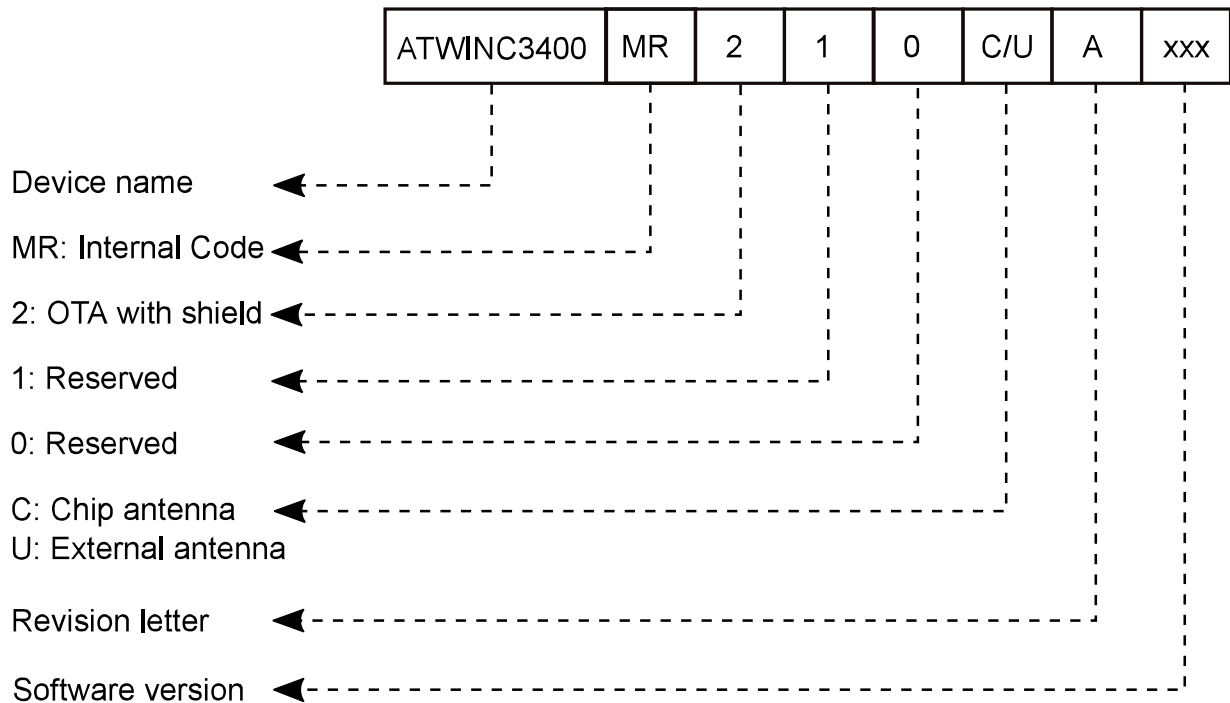 ATWINC3400 MR 2 1 0 C/U A xxx
Device name
MR: Internal Code
2: OTA with shield
1: Reserved
0: Reserved
C: Chip antenna
U: External antenna
Revision letter
Software version